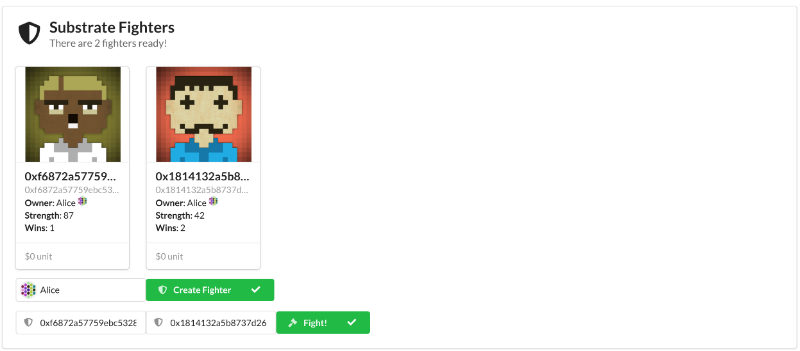 Substrate Fighters
There are 2 fighters ready!
0xf6872a57759...
0xf6872a57759ebc53...
Owner: Alice
Strength: 87
Wins: 1
$0 unit
0x1814132a5b8...
0x1814132a5b8737d...
Owner: Alice
Strength: 42
Wins: 2
$0 unit
Alice
Create Fighter
0xf6872a57759ebc5328
0x1814132a5b8737d26
Fight!